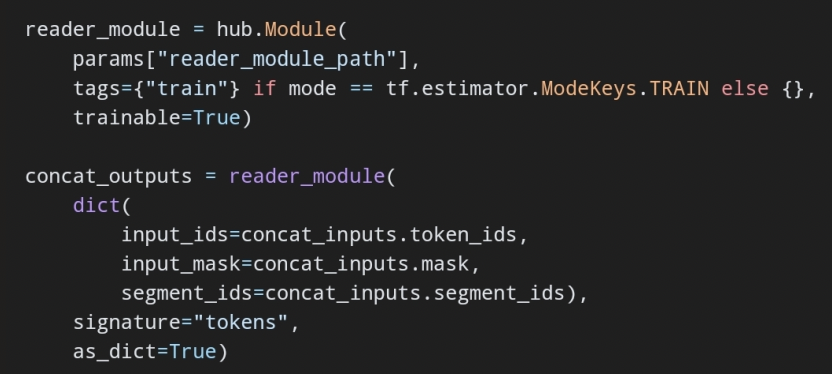 reader_module = hub.Module(
    params["reader_module_path"],
    tags={"train"} if mode == tf.estimator.ModeKeys.TRAIN else {},
    trainable=True)

concat_outputs = reader_module(
    dict(
        input_ids=concat_inputs.token_ids,
        input_mask=concat_inputs.mask,
        segment_ids=concat_inputs.segment_ids),
    signature="tokens",
    as_dict=True)